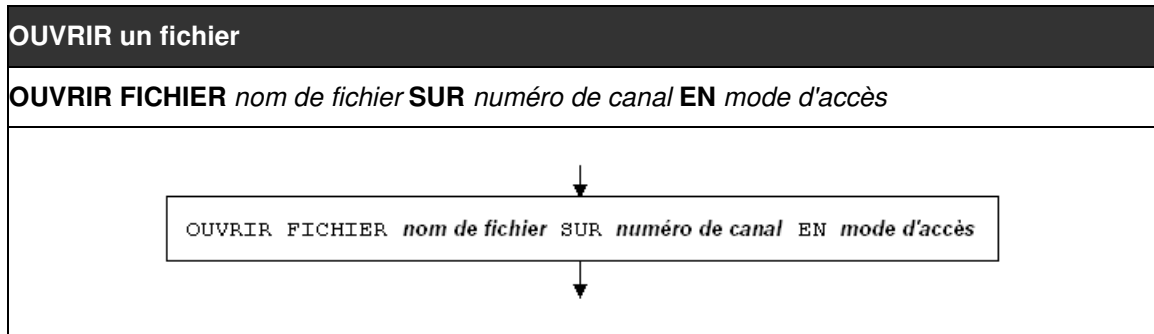 OUVRIR un fichier
OUVRIR FICHIER nom de fichier SUR numéro de canal EN mode d'accès
OUVRIR FICHIER nom de fichier SUR numéro de canal EN mode d'accès